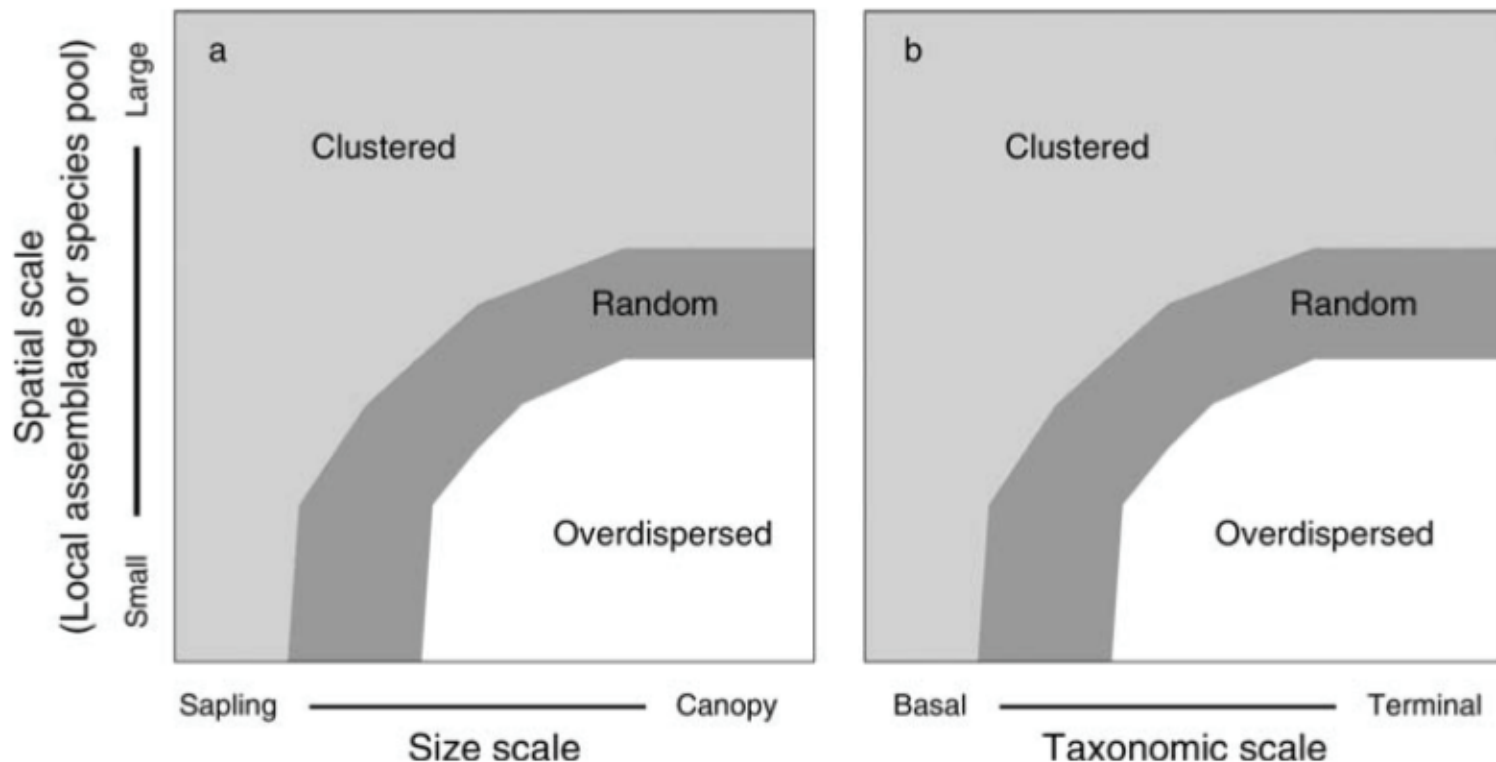 a
Clustered
Random
Overdispersed
b
Clustered
Random
Overdispersed
Spatial scale
(Local assemblage or species pool)
Large
Small
Sapling
Canopy
Size scale
Basal
Terminal
Taxonomic scale